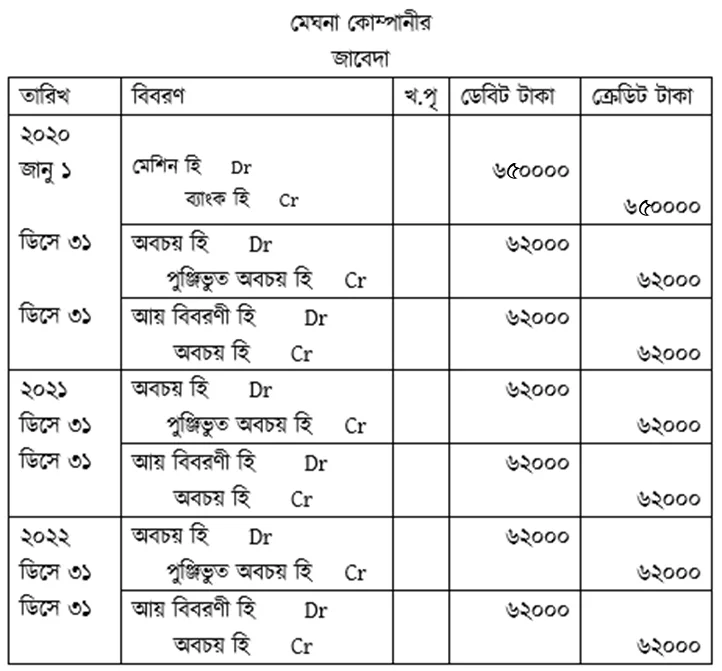 মেঘনা কোম্পানীর
জাবেদা
তারিখ বিবরণ খ.পৃ ডেবিট টাকা ক্রেডিট টাকা
২০২০
জানু ১ মেশিন হি Dr ৬৫০০০০
ব্যাংক হি Cr ৬৫০০০০
ডিসে ৩১ অবচয় হি Dr ৬২০০০
পুঞ্জিভুত অবচয় হি Cr ৬২০০০
ডিসে ৩১ আয় বিবরণী হি Dr ৬২০০০
অবচয় হি Cr ৬২০০০
২০২১ অবচয় হি Dr ৬২০০০
ডিসে ৩১ পুঞ্জিভুত অবচয় হি Cr ৬২০০০
ডিসে ৩১ আয় বিবরণী হি Dr ৬২০০০
অবচয় হি Cr ৬২০০০
২০২২ অবচয় হি Dr ৬২০০০
ডিসে ৩১ পুঞ্জিভুত অবচয় হি Cr ৬২০০০
ডিসে ৩১ আয় বিবরণী হি Dr ৬২০০০
অবচয় হি Cr ৬২০০০